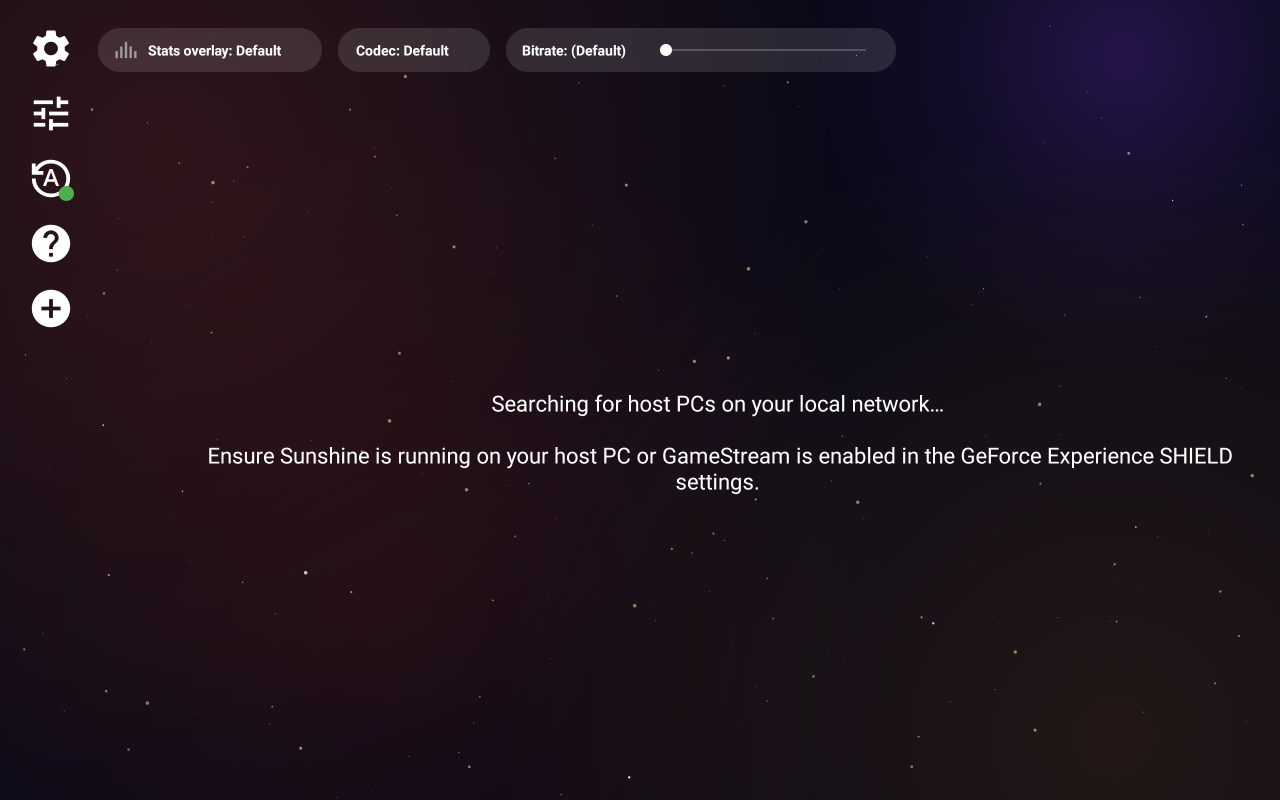 Stats overlay: Default
Codec: Default
Bitrate: (Default)
A
Searching for host PCs on your local network…
Ensure Sunshine is running on your host PC or GameStream is enabled in the GeForce Experience SHIELD
settings.